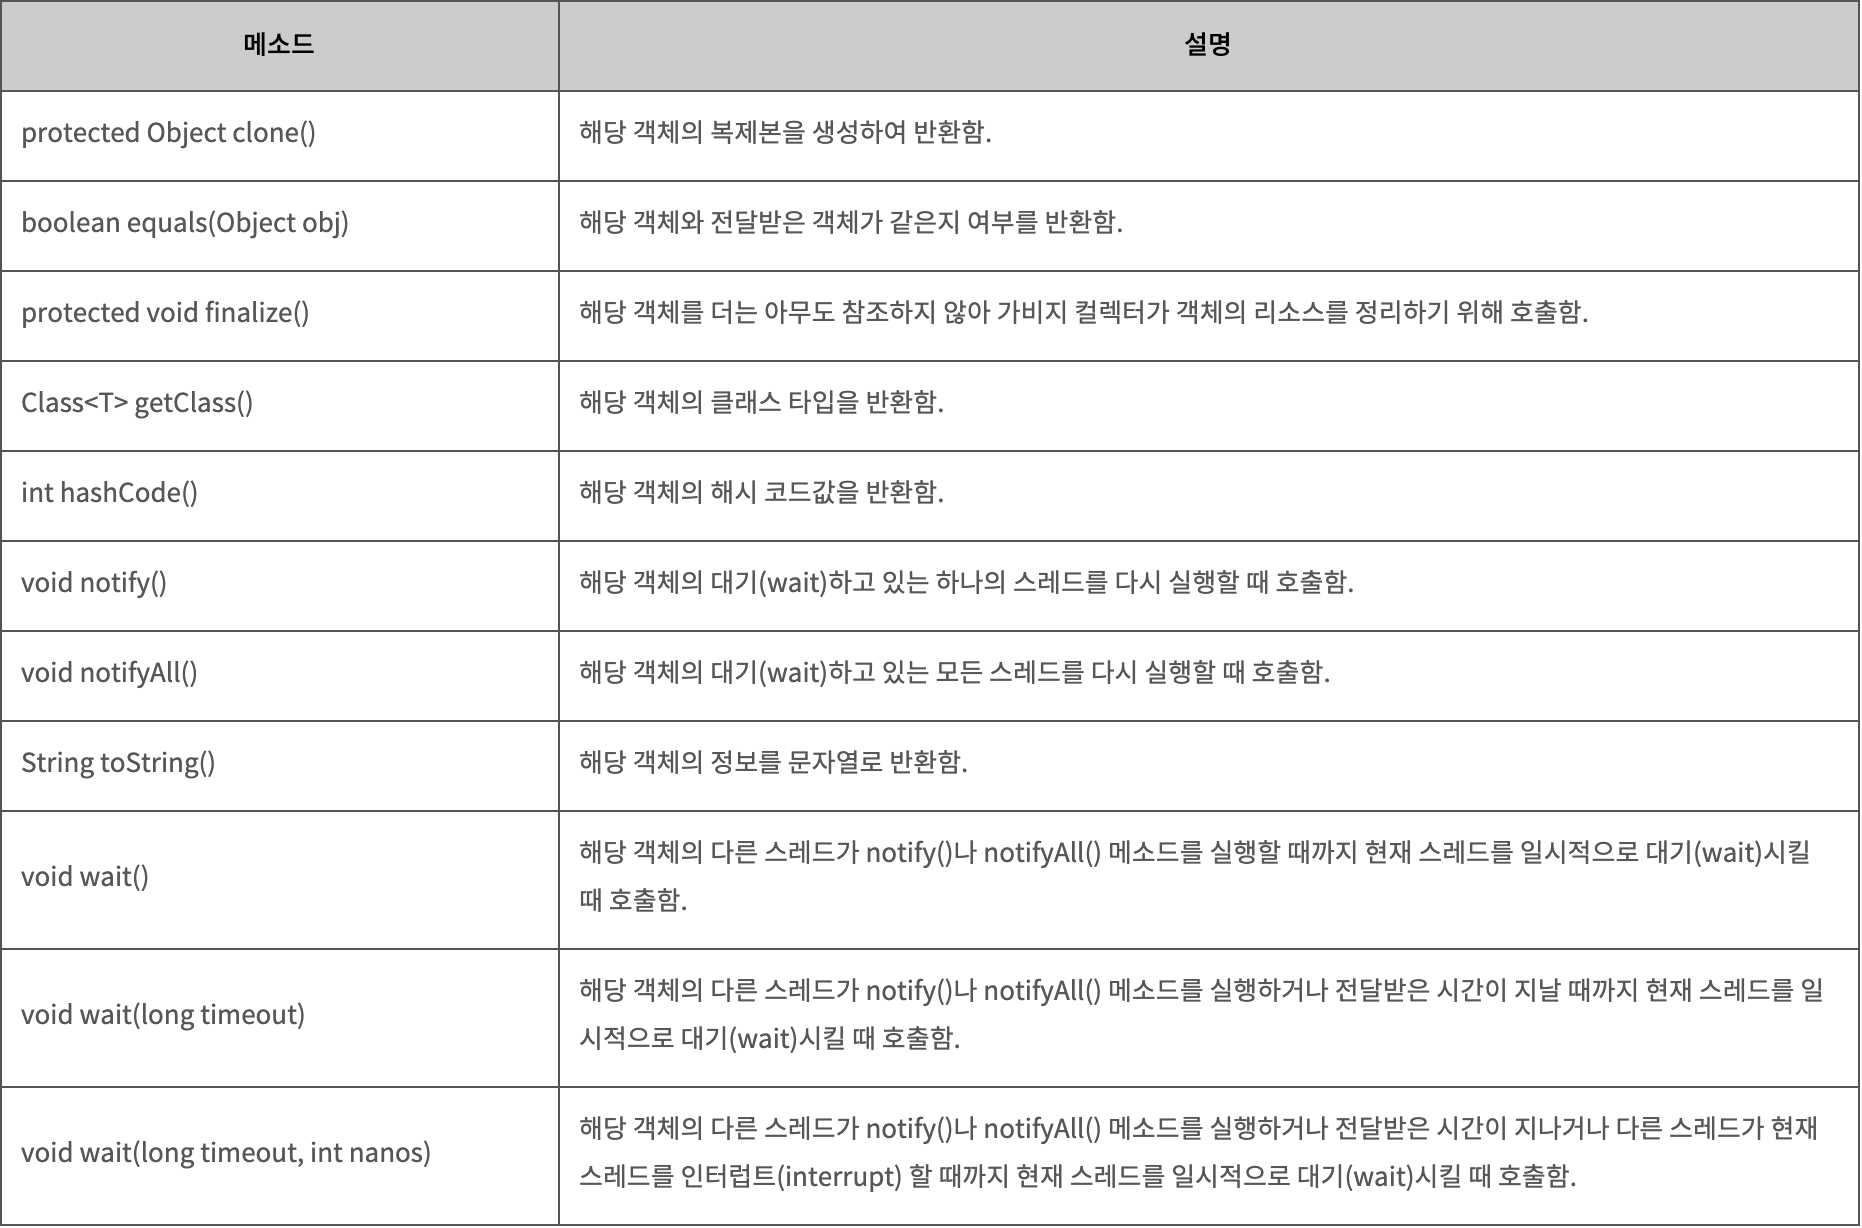 메소드 설명
protected Object clone() 해당 객체의 복제본을 생성하여 반환함.
boolean equals(Object obj) 해당 객체와 전달받은 객체가 같은지 여부를 반환함.
protected void finalize() 해당 객체를 더는 아무도 참조하지 않아 가비지 컬렉터가 객체의 리소스를 정리하기 위해 호출함.
Class<T> getClass() 해당 객체의 클래스 타입을 반환함.
int hashCode() 해당 객체의 해시 코드값을 반환함.
void notify() 해당 객체의 대기(wait)하고 있는 하나의 스레드를 다시 실행할 때 호출함.
void notifyAll() 해당 객체의 대기(wait)하고 있는 모든 스레드를 다시 실행할 때 호출함.
String toString() 해당 객체의 정보를 문자열로 반환함.
void wait() 해당 객체의 다른 스레드가 notify()나 notifyAll() 메소드를 실행할 때까지 현재 스레드를 일시적으로 대기(wait)시킬
때 호출함.
void wait(long timeout) 해당 객체의 다른 스레드가 notify()나 notifyAll() 메소드를 실행하거나 전달받은 시간이 지날 때까지 현재 스레드를 일
시적으로 대기(wait)시킬 때 호출함.
void wait(long timeout, int nanos) 해당 객체의 다른 스레드가 notify()나 notifyAll() 메소드를 실행하거나 전달받은 시간이 지나거나 다른 스레드가 현재
스레드를 인터럽트(interrupt) 할 때까지 현재 스레드를 일시적으로 대기(wait)시킬 때 호출함.